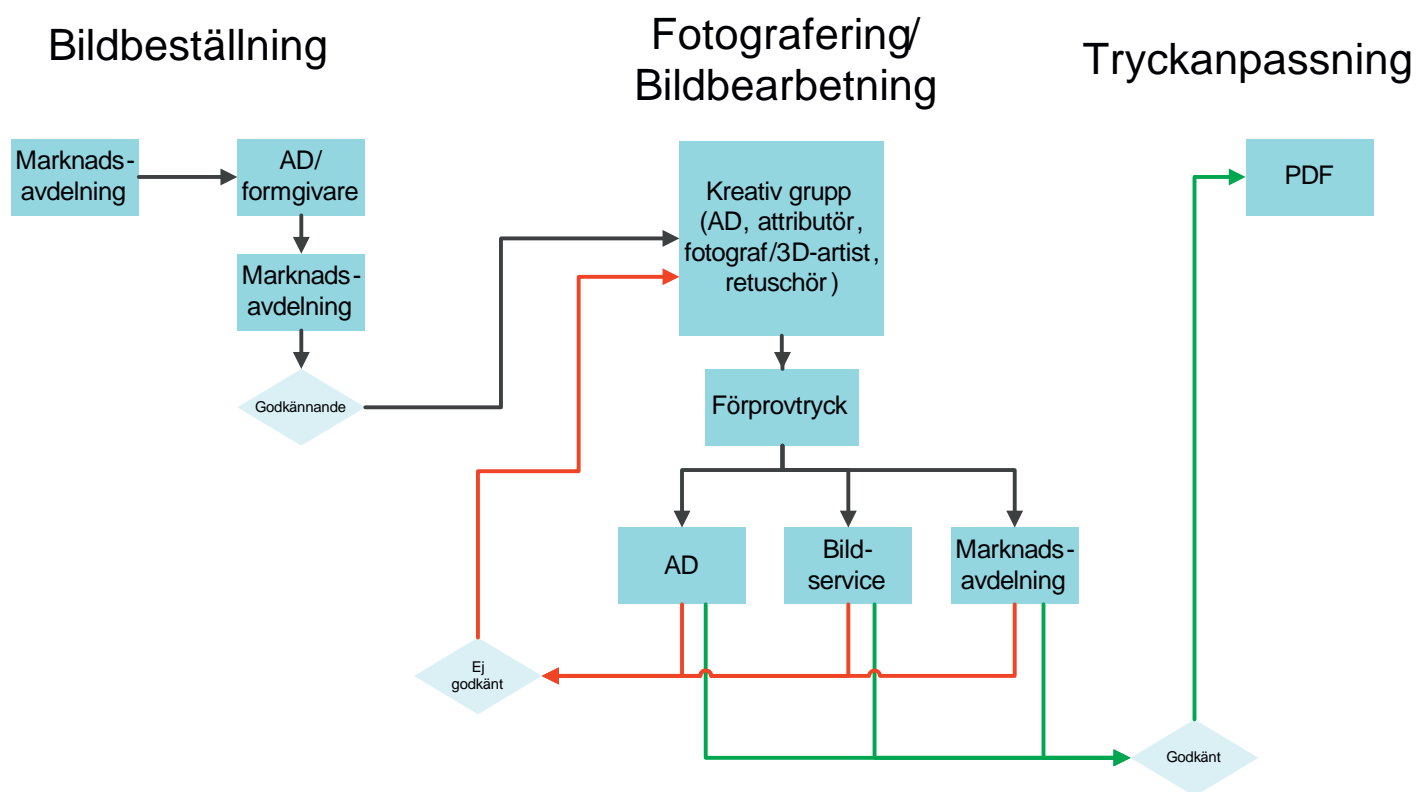 Bildbeställning
Fotografering/
Bildbearbetning
Tryckanpassning
Marknads-
avdelning
AD/
formgivare
Marknads-
avdelning
Godkännande
Kreativ grupp
(AD, attributör,
fotograf/3D-artist,
retuschör)
Förprovtryck
AD
Bild-
service
Marknads-
avdelning
Ej
godkänt
Godkänt
PDF